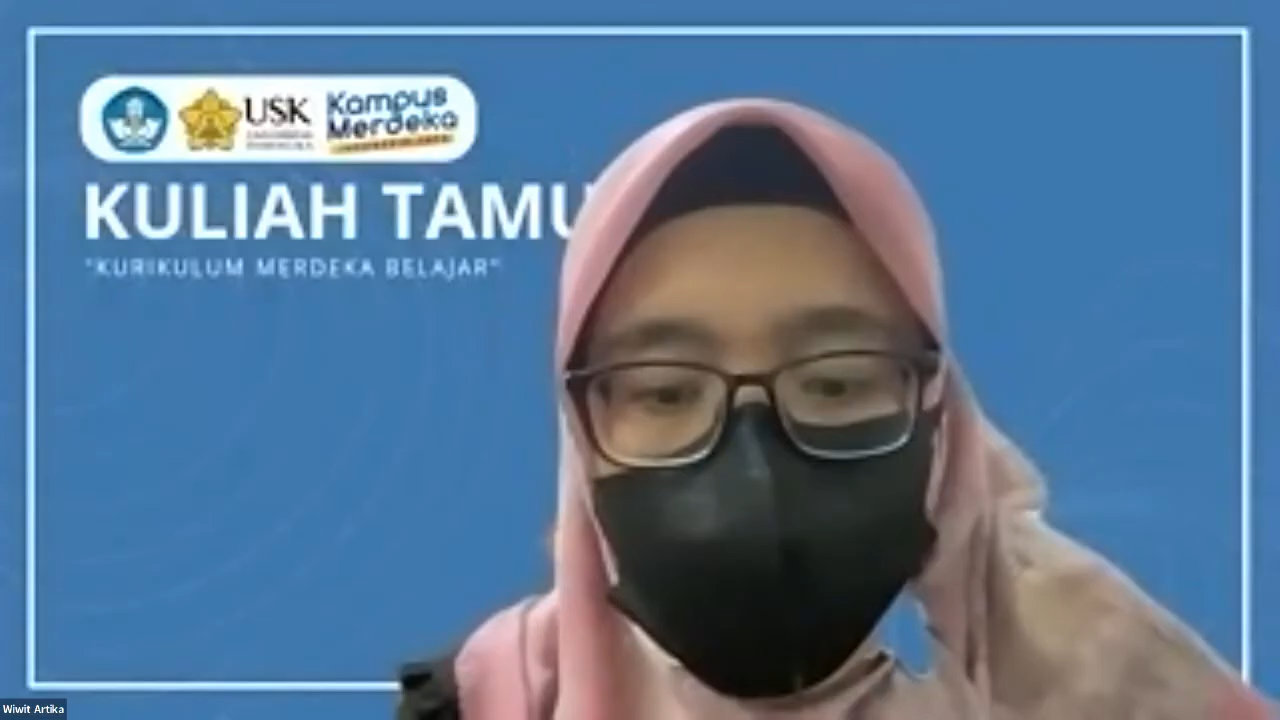 USK
Kampus
Merdeka
KULIAH TAMU
"KURIKULUM MERDEKA BELAJAR"
Wiwit Artika